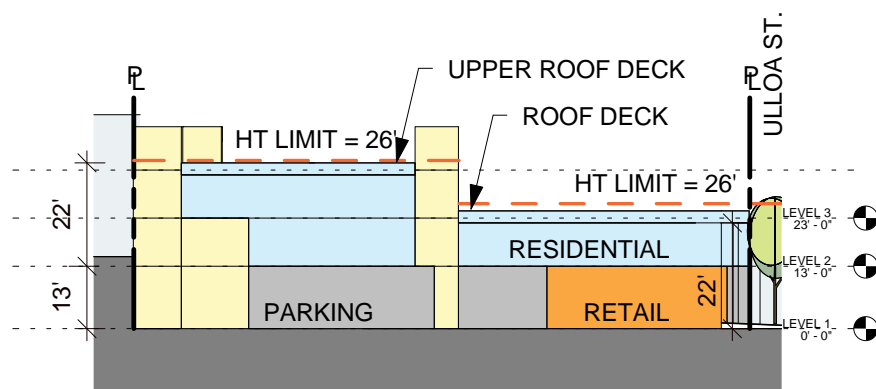 PL
UPPER ROOF DECK
PL
ULLOA ST.
ROOF DECK
HT LIMIT = 26'
HT LIMIT = 26'
22'
LEVEL 3
23' - 0"
RESIDENTIAL
LEVEL 2
13' - 0"
13'
PARKING
RETAIL
22'
LEVEL 1
0' - 0"